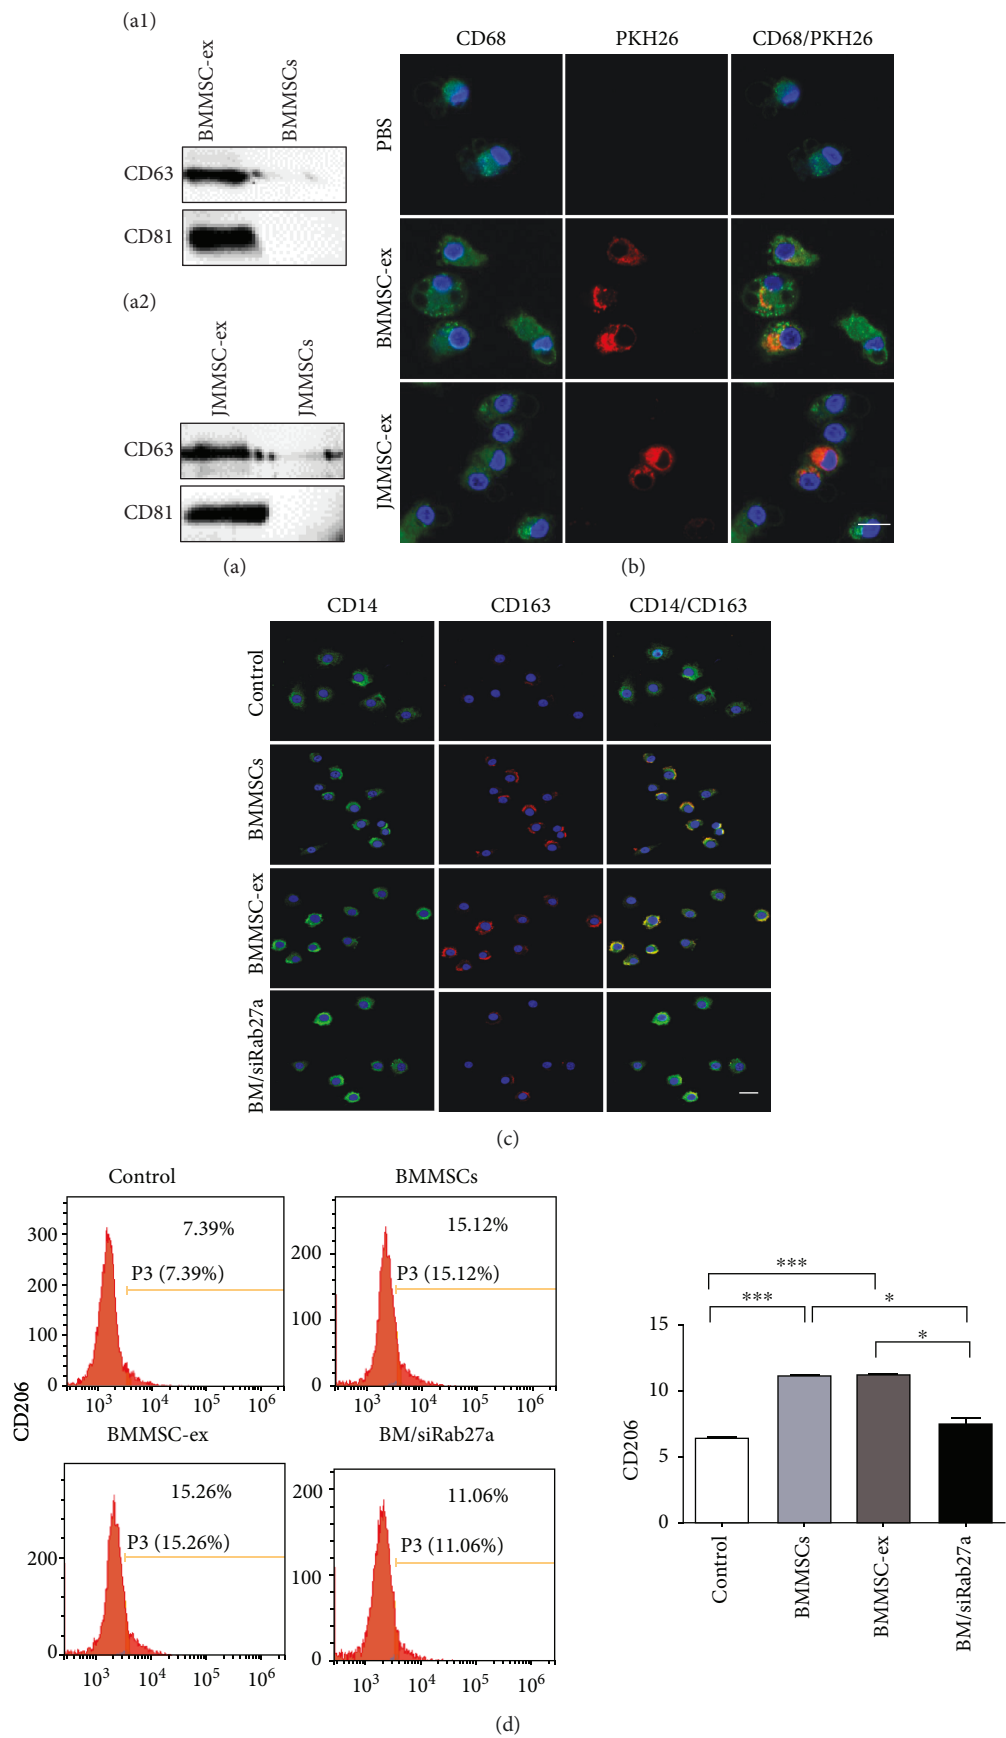 (a1)
BMMSC-ex
BMMSCs
CD63
CD81
(a2)
JMMSC-ex
JMMSCs
CD63
CD81
(a)
CD68
PKH26
CD68/PKH26
PBS
BMMSC-ex
JMMSC-ex
(b)
CD14
CD163
CD14/CD163
Control
BMMSCs
BMMSC-ex
BM/siRab27a
(c)
CD206
Control
7.39%
P3 (7.39%)
300
200
100
0
10³ 10⁴ 10⁵ 10⁶
BMMSCs
15.12%
P3 (15.12%)
200
100
0
10³ 10⁴ 10⁵ 10⁶
BMMSC-ex
15.26%
P3 (15.26%)
200
0
10³ 10⁴ 10⁵ 10⁶
BM/siRab27a
11.06%
P3 (11.06%)
200
100
0
10³ 10⁴ 10⁵ 10⁶
***
*** *
*
CD206
15
10
5
0
Control
BMMSCs
BMMSC-ex
BM/siRab27a
(d)